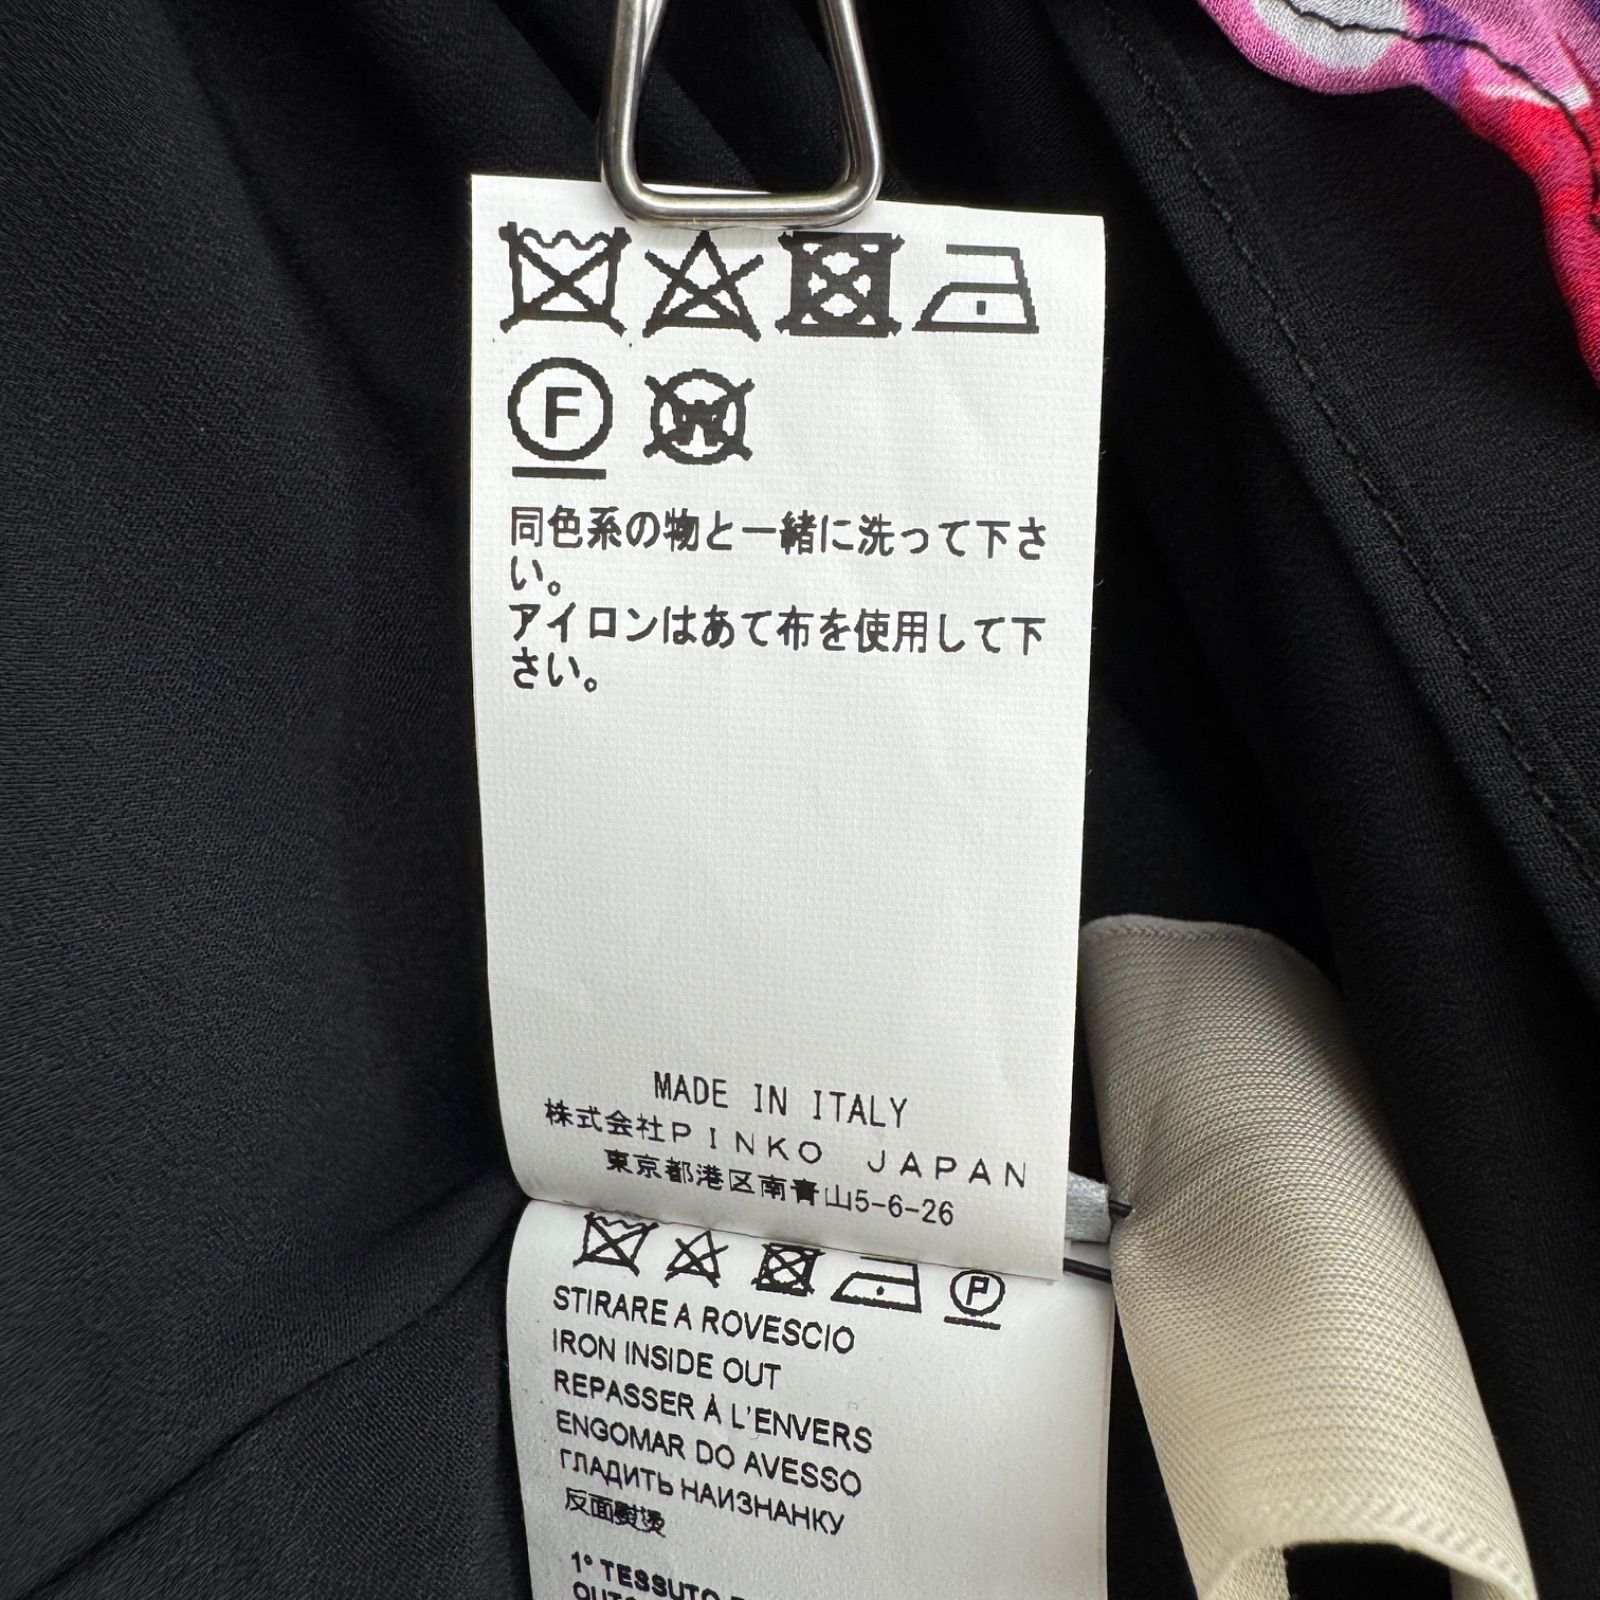 F
W
同色系の物と一緒に洗って下さ
い。
アイロンはあて布を使用して下
さい。
MADE IN ITALY
株式会社PINKO JAPAN
東京都港区南青山5-6-26
P
STIRARE A ROVESCIO
IRON INSIDE OUT
REPASSER À L'ENVERS
ENGOMAR DO AVESSO
ГЛАДИТЬ НАИЗНАНКУ
反面熨烫
1° TESSUTO